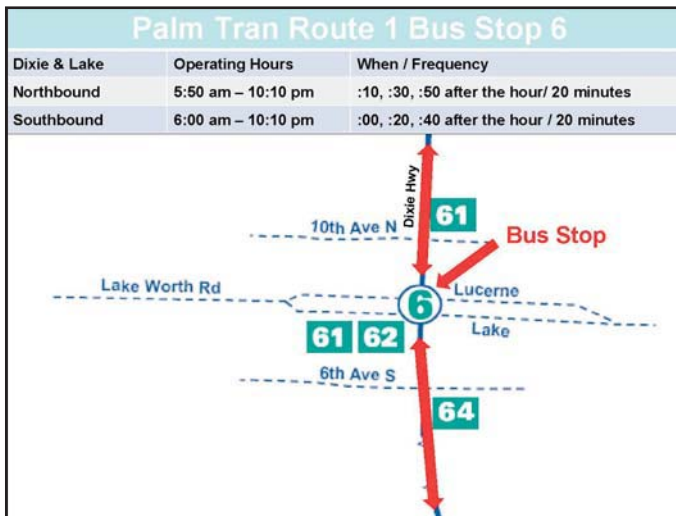 Palm Tran Route 1 Bus Stop 6
Dixie & Lake Operating Hours When / Frequency
Northbound 5:50 am – 10:10 pm :10, :30, :50 after the hour/ 20 minutes
Southbound 6:00 am – 10:10 pm :00, :20, :40 after the hour / 20 minutes
Dixie Hwy
61
10th Ave N
Bus Stop
Lake Worth Rd
Lucerne
6
Lake
61 62
6th Ave S
64